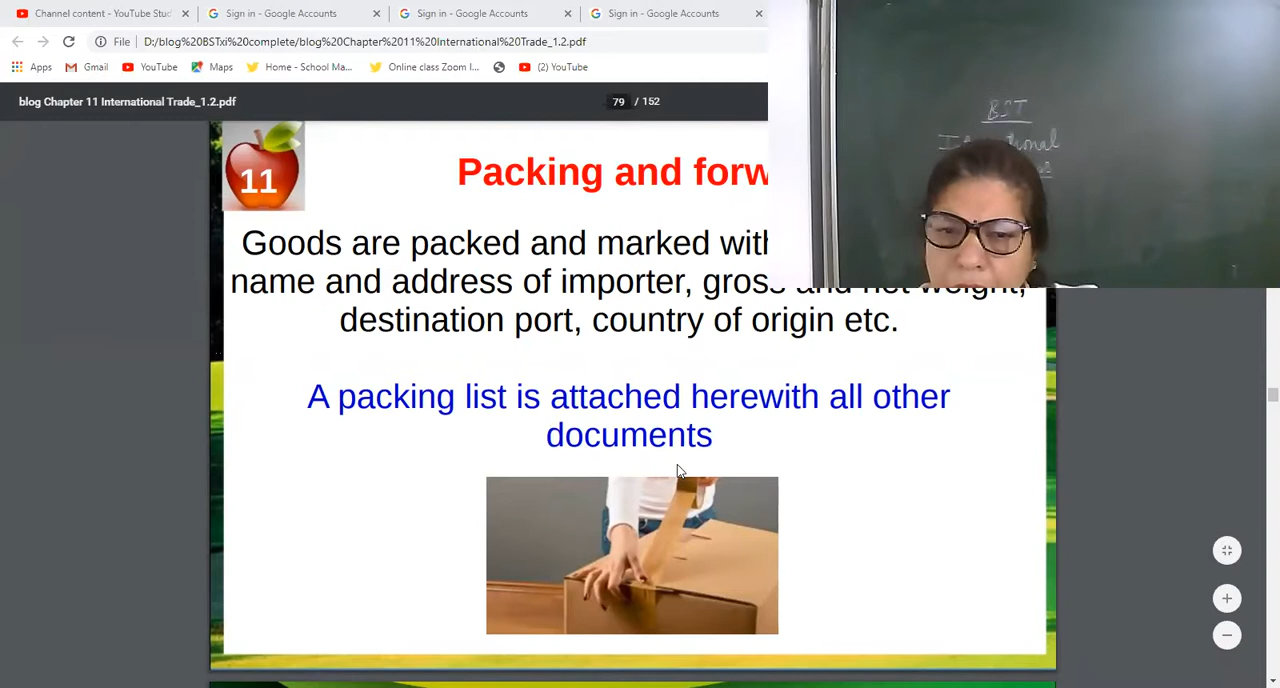 Channel content - YouTube Stud
Sign in - Google Accounts
Sign in - Google Accounts
Sign in - Google Accounts
File
D:/blog%20BSTxi%20complete/blog%20Chapter%2011%20International%20Trade_1.2.pdf
Apps
Gmail
YouTube
Maps
Home - School Ma...
Online class Zoom I...
(2) YouTube
blog Chapter 11 International Trade_1.2.pdf
79 / 152
BST
11
Packing and forw
Goods are packed and marked with
name and address of importer, gross and net weight,
destination port, country of origin etc.
A packing list is attached herewith all other
documents